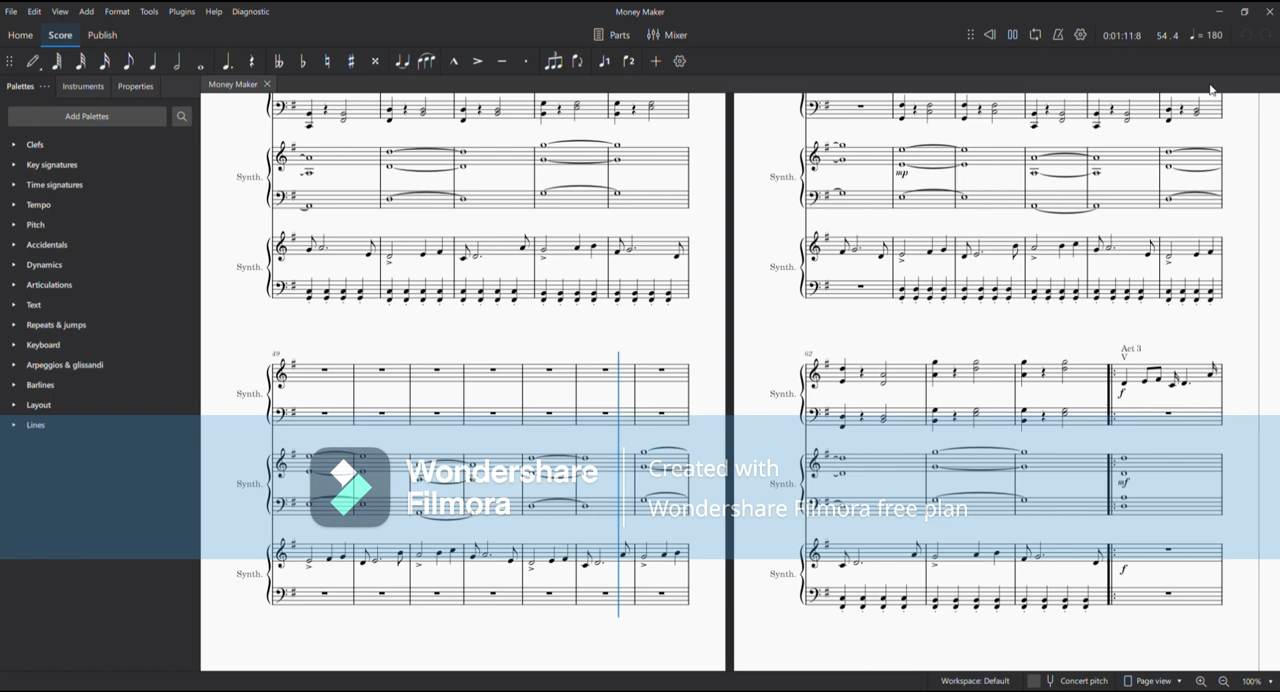 File Edit View Add Format Tools Plugins Help Diagnostic
Money Maker
Home Score Publish
Parts Mixer
0:01:11:8 54.4 = 180
Palettes Instruments Properties
Money Maker
Add Palettes
Clefs
Key signatures
Time signatures
Tempo
Pitch
Accidentals
Dynamics
Articulations
Text
Repeats & jumps
Keyboard
Arpeggios & glissandi
Barlines
Layout
Lines
Synth.
Synth.
49
Synth.
Synth.
Synth.
Synth.
mp
Synth.
62
Act 3
V
Synth.
f
Synth.
mf
Synth.
f
Wondershare
Filmora
Created with
Wondershare Filmora free plan
Workspace: Default Concert pitch Page view 100%